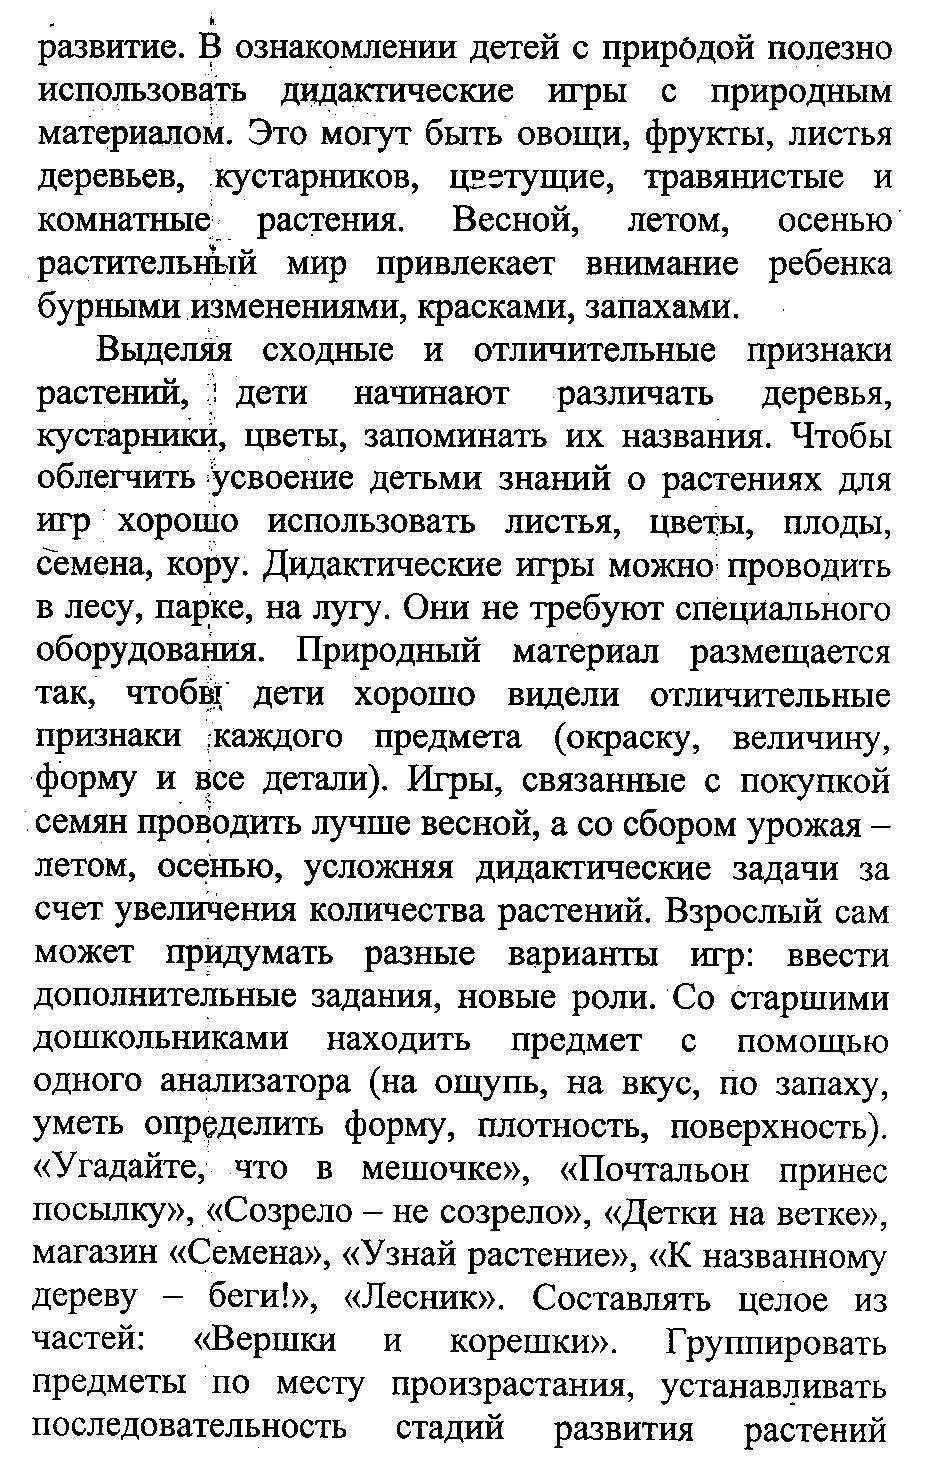 развитие. В ознакомлении детей с природой полезно
использовать дидактические игры с природным
материалом. Это могут быть овощи, фрукты, листья
деревьев, кустарников, цветущие, травянистые и
комнатные растения. Весной, летом, осенью
растительный мир привлекает внимание ребенка
бурными изменениями, красками, запахами.
Выделяя сходные и отличительные признаки
растений, дети начинают различать деревья,
кустарники, цветы, запоминать их названия. Чтобы
облегчить усвоение детьми знаний о растениях для
игр хорошо использовать листья, цветы, плоды,
семена, кору. Дидактические игры можно проводить
в лесу, парке, на лугу. Они не требуют специального
оборудования. Природный материал размещается
так, чтобы дети хорошо видели отличительные
признаки каждого предмета (окраску, величину,
форму и все детали). Игры, связанные с покупкой
семян проводить лучше весной, а со сбором урожая –
летом, осенью, усложняя дидактические задачи за
счет увеличения количества растений. Взрослый сам
может придумать разные варианты игр: ввести
дополнительные задания, новые роли. Со старшими
дошкольниками находить предмет с помощью
одного анализатора (на ощупь, на вкус, по запаху,
уметь определить форму, плотность, поверхность).
«Угадайте, что в мешочке», «Почтальон принес
посылку», «Созрело – не созрело», «Детки на ветке»,
магазин «Семена», «Узнай растение», «К названному
дереву – беги!», «Лесник». Составлять целое из
частей: «Вершки и корешки». Группировать
предметы по месту произрастания, устанавливать
последовательность стадий развития растений